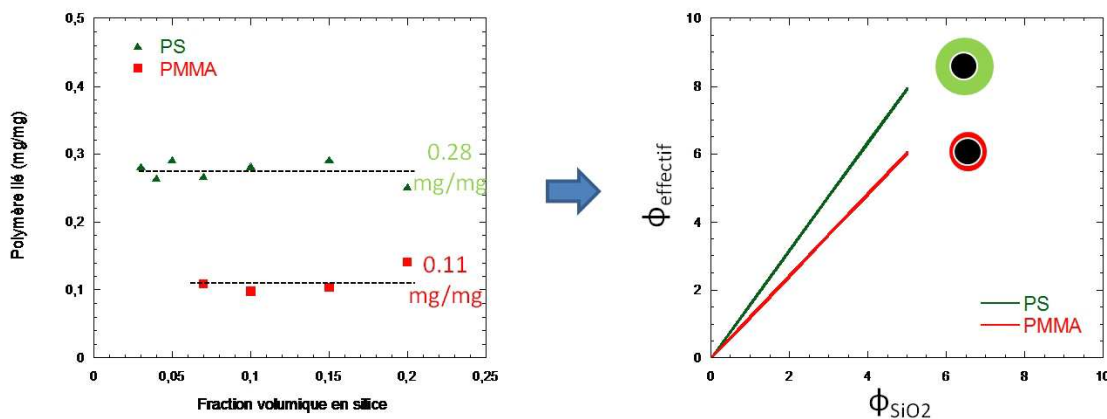 0,5
0,4
0,3
0,2
0,1
0
Polymère lié (mg/mg)
PS
PMMA
0.28
mg/mg
0.11
mg/mg
0
0,05
0,1
0,15
0,2
0,25
Fraction volumique en silice
10
8
6
4
2
0
ϕeffectif
PS
PMMA
0
2
4
6
8
10
ϕSiO2